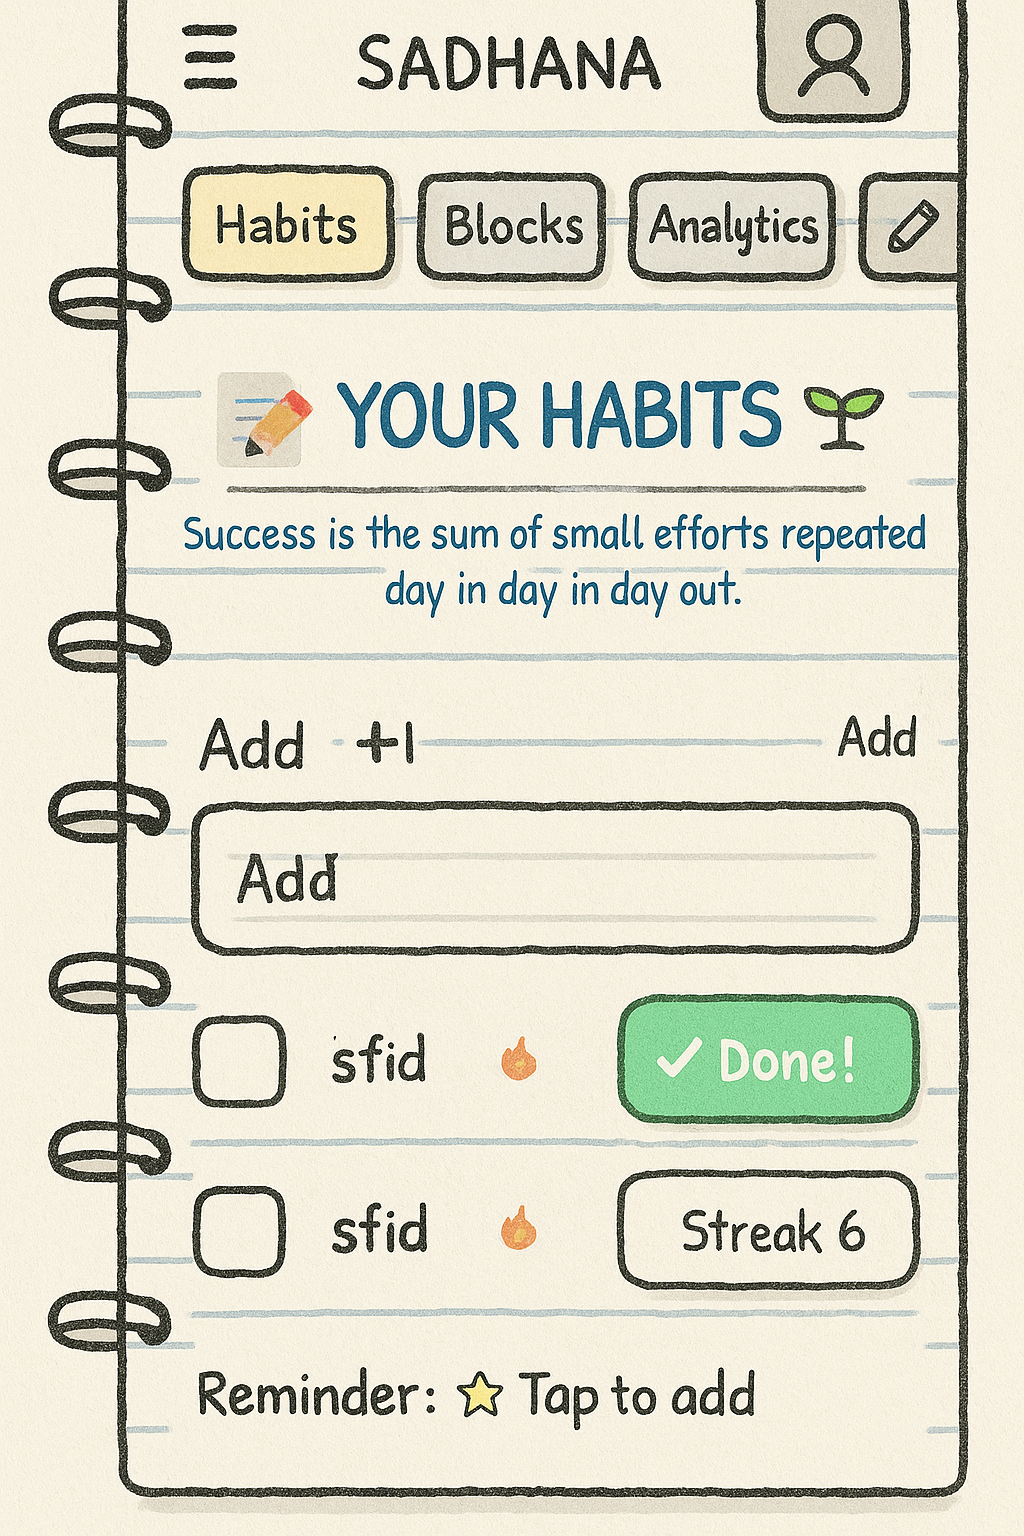 SADHANA
Habits Blocks Analytics
YOUR HABITS
Success is the sum of small efforts repeated
day in day in day out.
Add +1 Add
Add
sfid ✓ Done!
sfid Streak 6
Reminder: ⭐ Tap to add